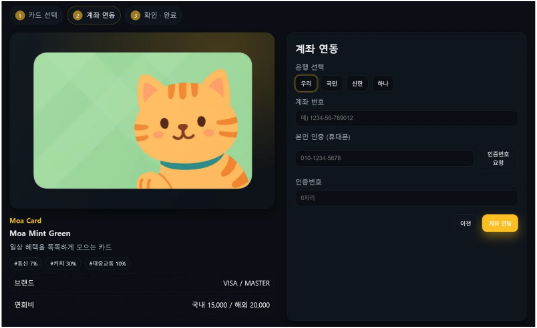 1 카드 선택
2 계좌 연동
3 확인 · 완료
Moa Card
Moa Mint Green
일상 혜택을 똑똑하게 모으는 카드
#통신 7% #커피 30% #대중교통 10%
브랜드 VISA / MASTER
연회비 국내 15,000 / 해외 20,000
계좌 연동
은행 선택
우리 국민 신한 하나
계좌 번호
예) 1234-56-789012
본인 인증 (휴대폰)
010-1234-5678
인증번호
요청
인증번호
6자리
이전 계좌 연동